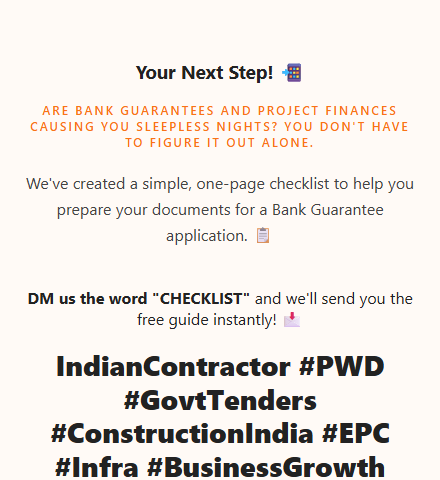 Your Next Step! 📲
ARE BANK GUARANTEES AND PROJECT FINANCES
CAUSING YOU SLEEPLESS NIGHTS? YOU DON'T HAVE
TO FIGURE IT OUT ALONE.
We've created a simple, one-page checklist to help you
prepare your documents for a Bank Guarantee
application. 📋
DM us the word "CHECKLIST" and we'll send you the
free guide instantly! 📩
IndianContractor #PWD
#GovtTenders
#ConstructionIndia #EPC
#Infra #BusinessGrowth